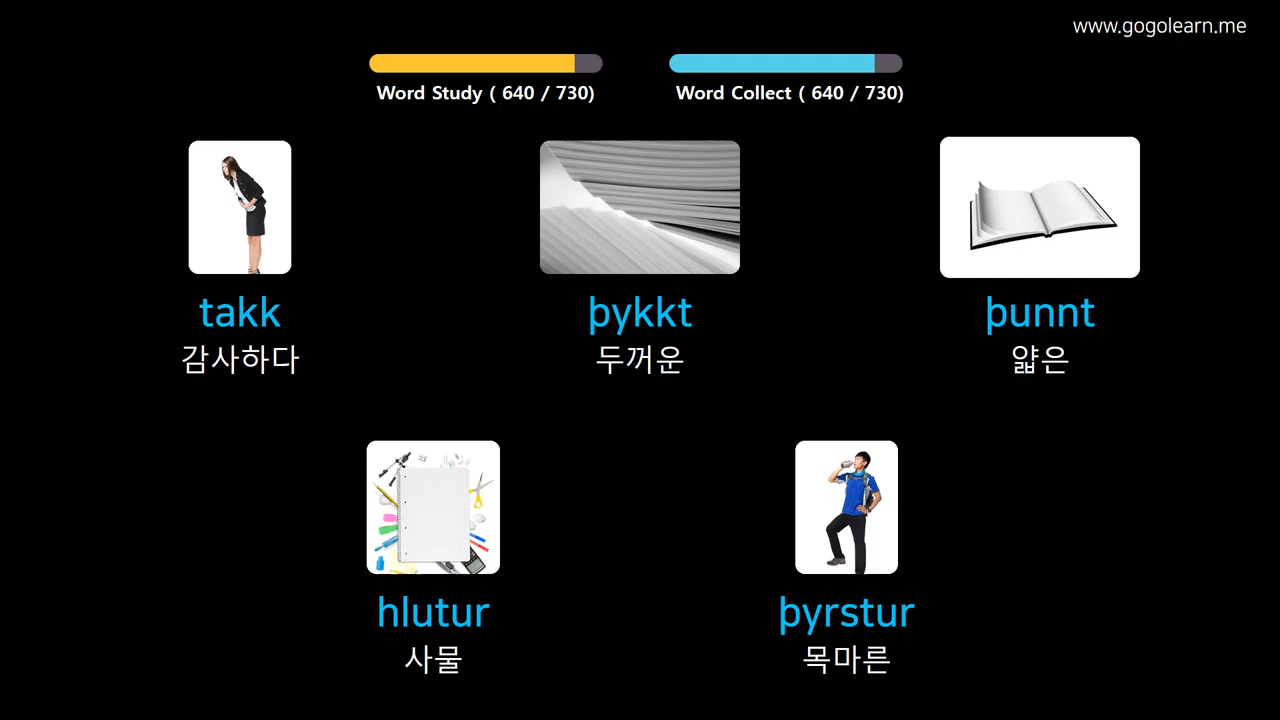 www.gogolearn.me
Word Study ( 640 / 730)
Word Collect ( 640 / 730)
takk
감사하다
þykkt
두꺼운
þunnt
얇은
hlutur
사물
þyrstur
목마른